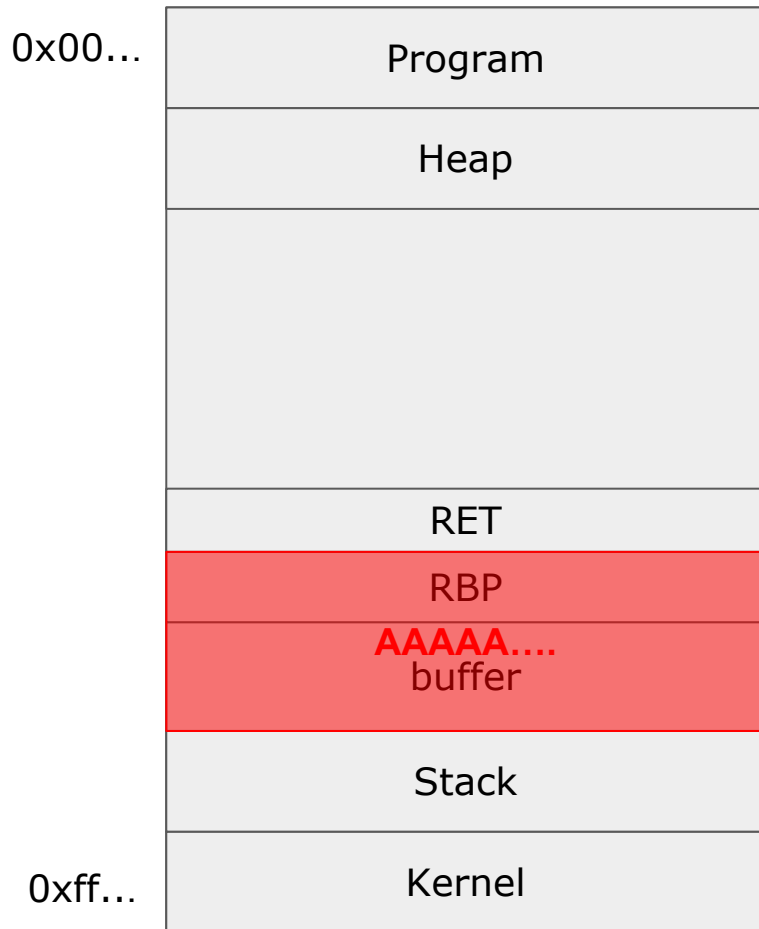 0x00...
Program
Heap
RET
RBP
AAAAA....
buffer
Stack
0xff...
Kernel